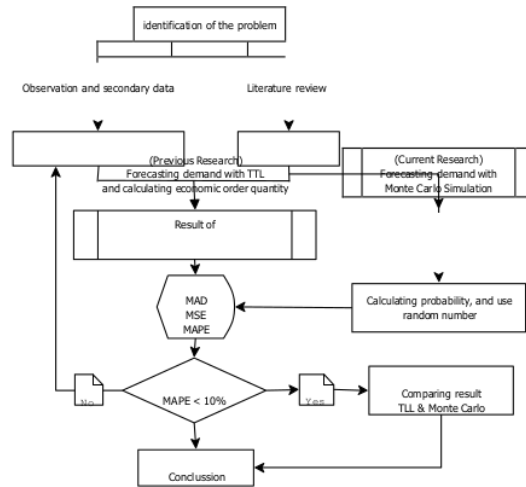 identification of the problem
Observation and secondary data
Literature review
(Previous Research)
Forecasting demand with TTL
and calculating economic order quantity
(Current Research)
Forecasting demand with
Monte Carlo Simulation
Result of
MAD
MSE
MAPE
Calculating probability, and use
random number
No
MAPE < 10%
Yes
Comparing result
TLL & Monte Carlo
Conclussion